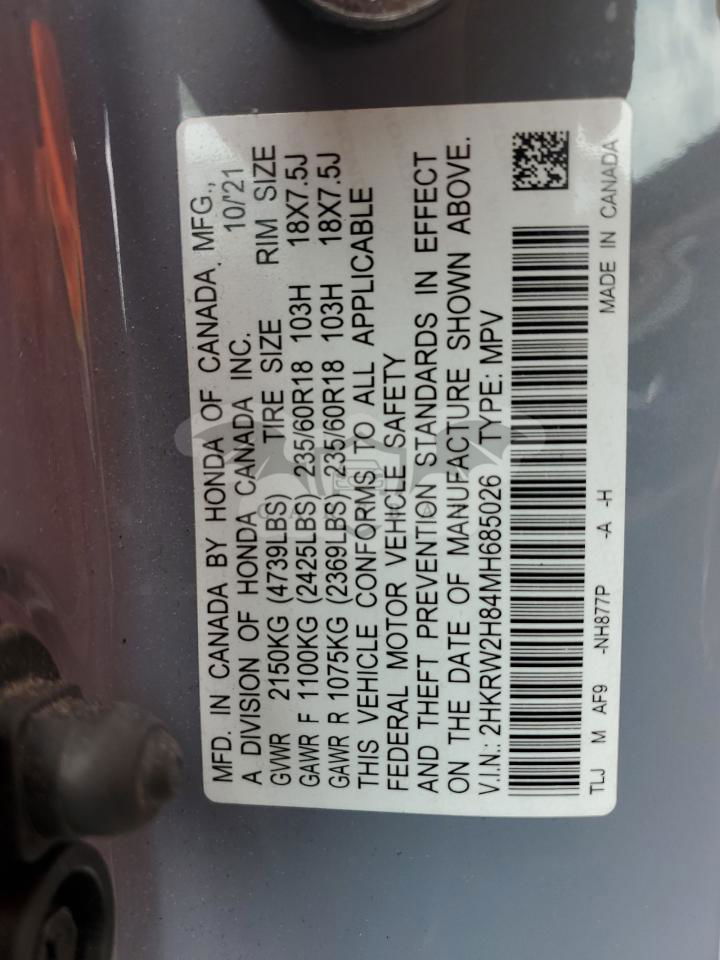 MFD. IN CANADA BY HONDA OF CANADA, MFG.,
A DIVISION OF HONDA CANADA INC. 10/'21
GVWR 2150KG (4739LBS) TIRE SIZE RIM SIZE
GAWR F 1100KG (2425LBS) 235/60R18 103H 18X7.5J
GAWR R 1075KG (2369LBS) 235/60R18 103H 18X7.5J
THIS VEHICLE CONFORMS TO ALL APPLICABLE
FEDERAL MOTOR VEHICLE SAFETY
AND THEFT PREVENTION STANDARDS IN EFFECT
ON THE DATE OF MANUFACTURE SHOWN ABOVE.
V.I.N.: 2HKRW2H84MH685026 TYPE: MPV
TLJ M AF9 -NH877P -A -H MADE IN CANADA